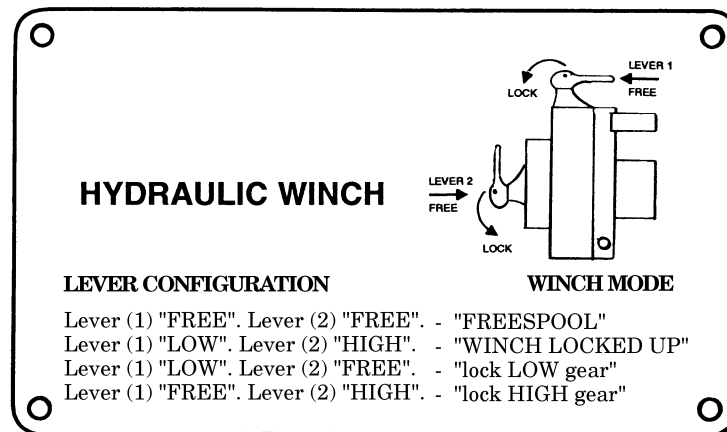 LEVER 1
LOCK
FREE
HYDRAULIC WINCH
LEVER 2
FREE
LOCK
LEVER CONFIGURATION WINCH MODE
Lever (1) "FREE". Lever (2) "FREE". - "FREESPOOL"
Lever (1) "LOW". Lever (2) "HIGH". - "WINCH LOCKED UP"
Lever (1) "LOW". Lever (2) "FREE". - "lock LOW gear"
Lever (1) "FREE". Lever (2) "HIGH". - "lock HIGH gear"